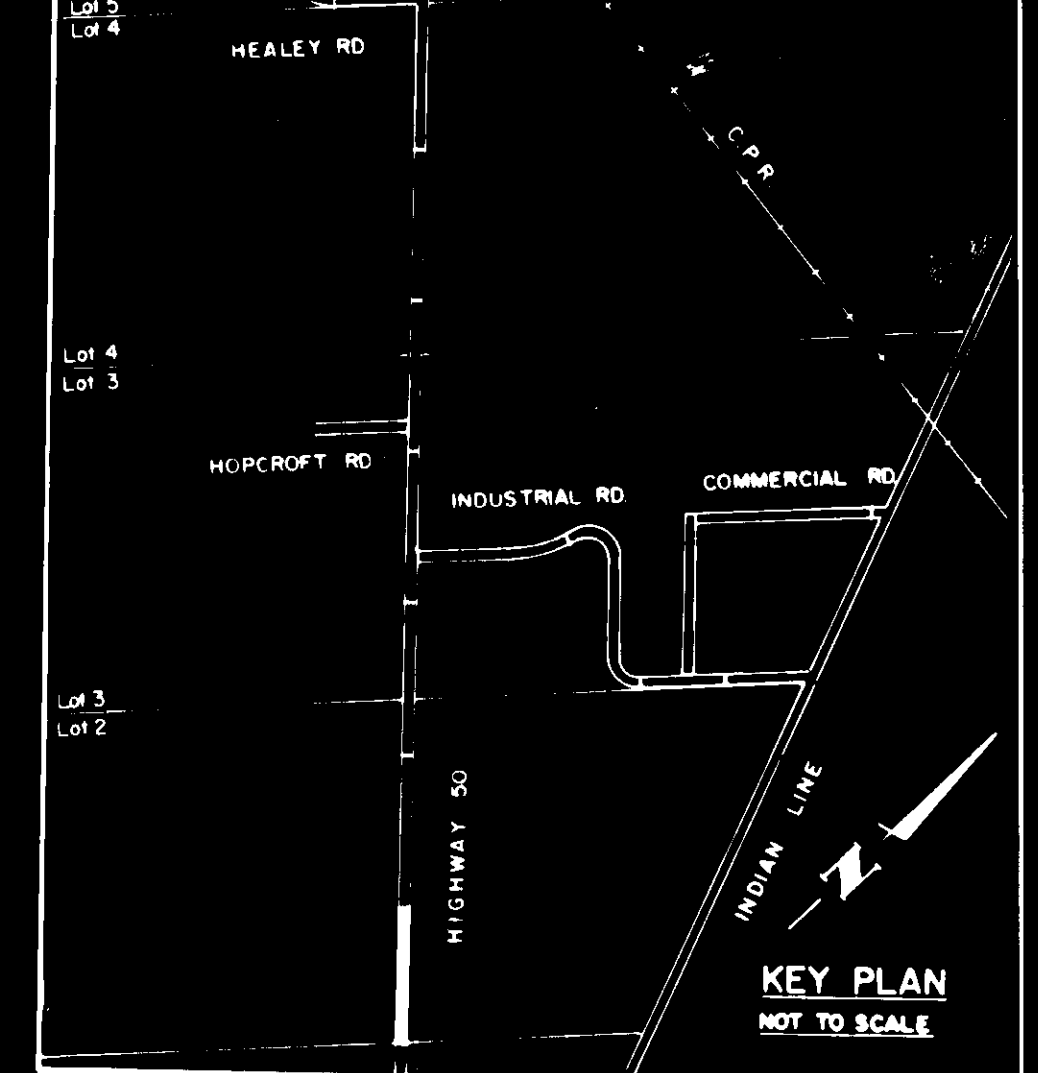 Lot 5
Lot 4
HEALEY RD
C.P.R.
Lot 4
Lot 3
HOPCROFT RD
INDUSTRIAL RD.
COMMERCIAL RD.
Lot 3
Lot 2
HIGHWAY 50
INDIAN LINE
N
KEY PLAN
NOT TO SCALE